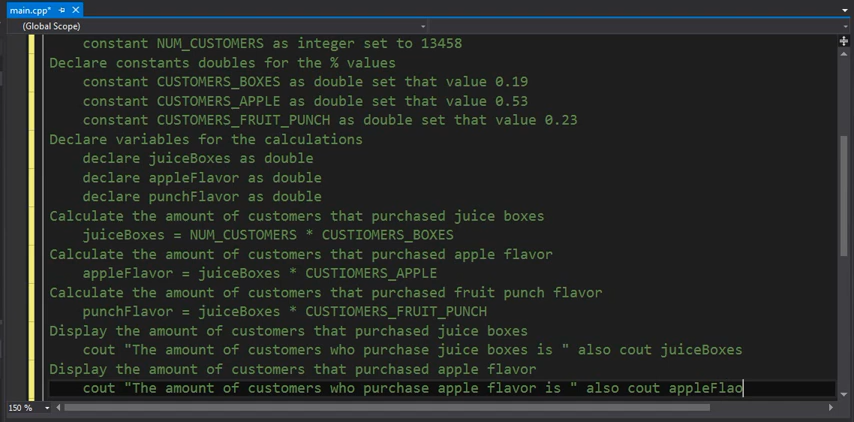 main.cpp*
(Global Scope)
constant NUM_CUSTOMERS as integer set to 13458
Declare constants doubles for the % values
constant CUSTOMERS_BOXES as double set that value 0.19
constant CUSTOMERS_APPLE as double set that value 0.53
constant CUSTOMERS_FRUIT_PUNCH as double set that value 0.23
Declare variables for the calculations
declare juiceBoxes as double
declare appleFlavor as double
declare punchFlavor as double
Calculate the amount of customers that purchased juice boxes
juiceBoxes = NUM_CUSTOMERS * CUSTIOMERS_BOXES
Calculate the amount of customers that purchased apple flavor
appleFlavor = juiceBoxes * CUSTIOMERS_APPLE
Calculate the amount of customers that purchased fruit punch flavor
punchFlavor = juiceBoxes * CUSTIOMERS_FRUIT_PUNCH
Display the amount of customers that purchased juice boxes
cout "The amount of customers who purchase juice boxes is " also cout juiceBoxes
Display the amount of customers that purchased apple flavor
cout "The amount of customers who purchase apple flavor is " also cout appleFlao
150 %